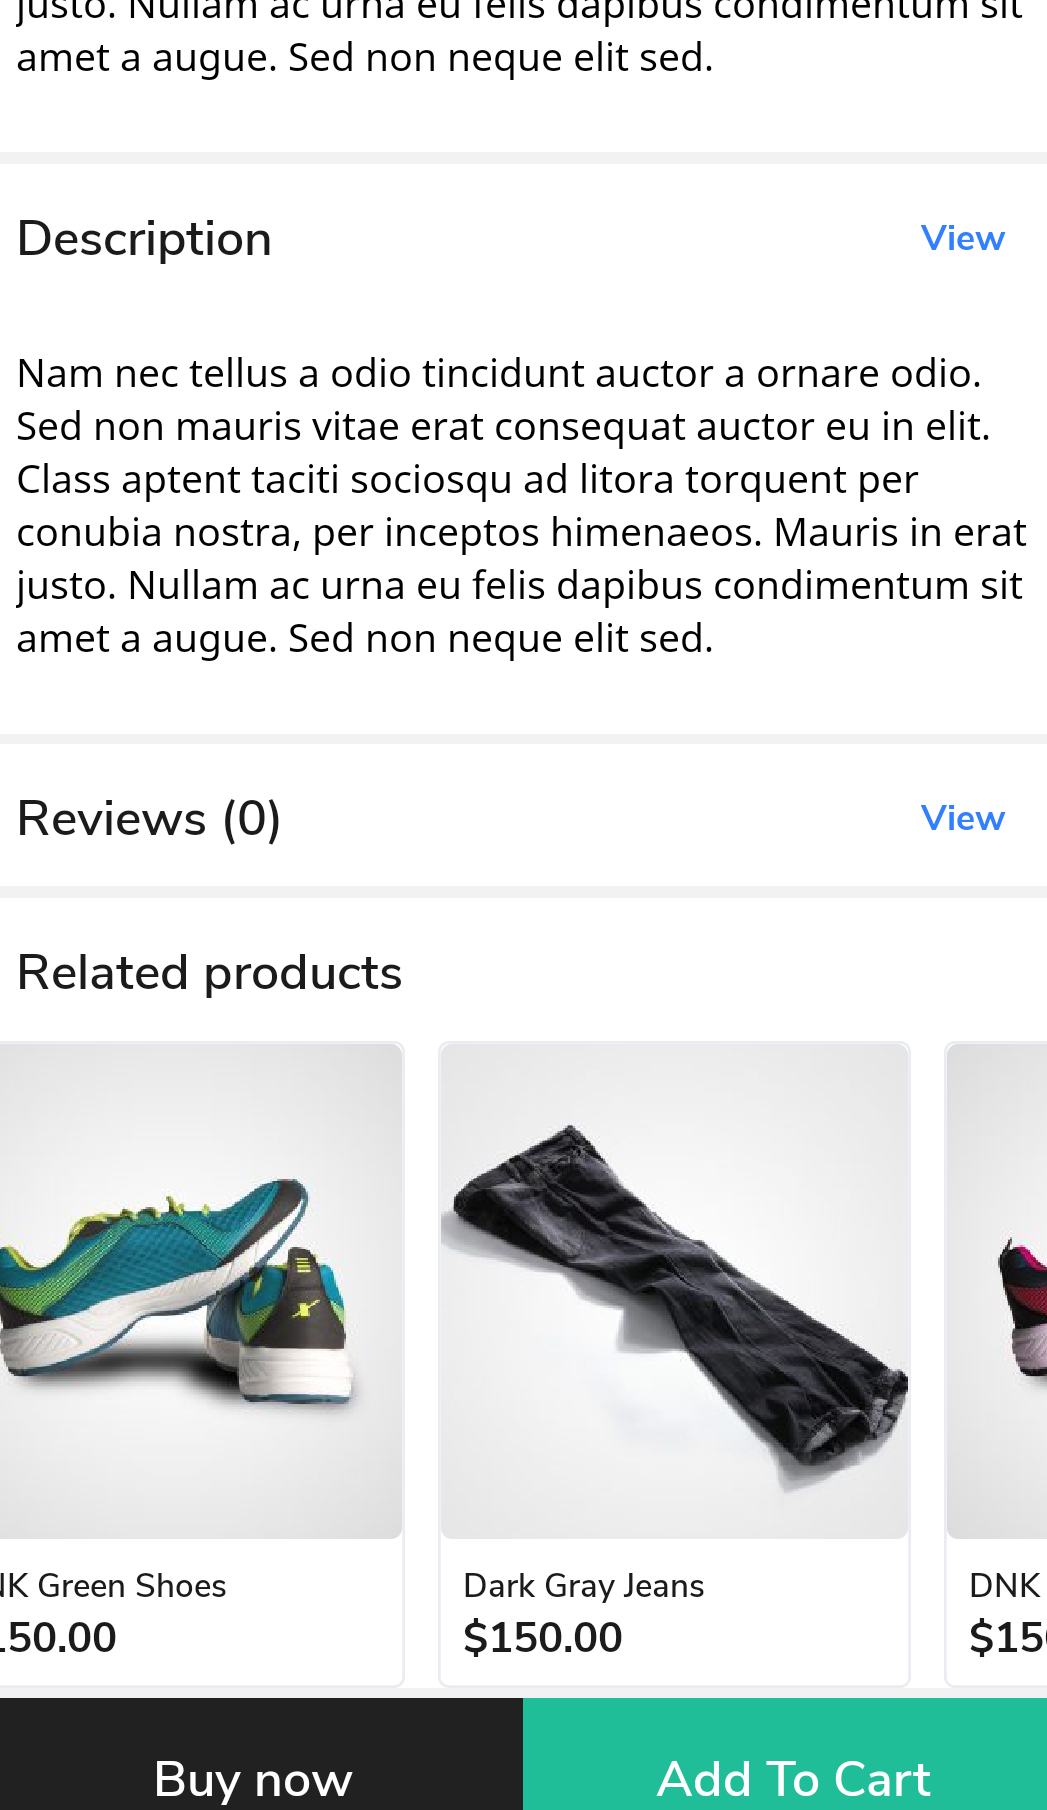 justo. Nullam ac urna eu felis dapibus condimentum sit
amet a augue. Sed non neque elit sed.
Description
View
Nam nec tellus a odio tincidunt auctor a ornare odio.
Sed non mauris vitae erat consequat auctor eu in elit.
Class aptent taciti sociosqu ad litora torquent per
conubia nostra, per inceptos himenaeos. Mauris in erat
justo. Nullam ac urna eu felis dapibus condimentum sit
amet a augue. Sed non neque elit sed.
Reviews (0)
View
Related products
Green Shoes
Dark Gray Jeans
DNK
50.00
$150.00
$15
Buy now
Add To Cart